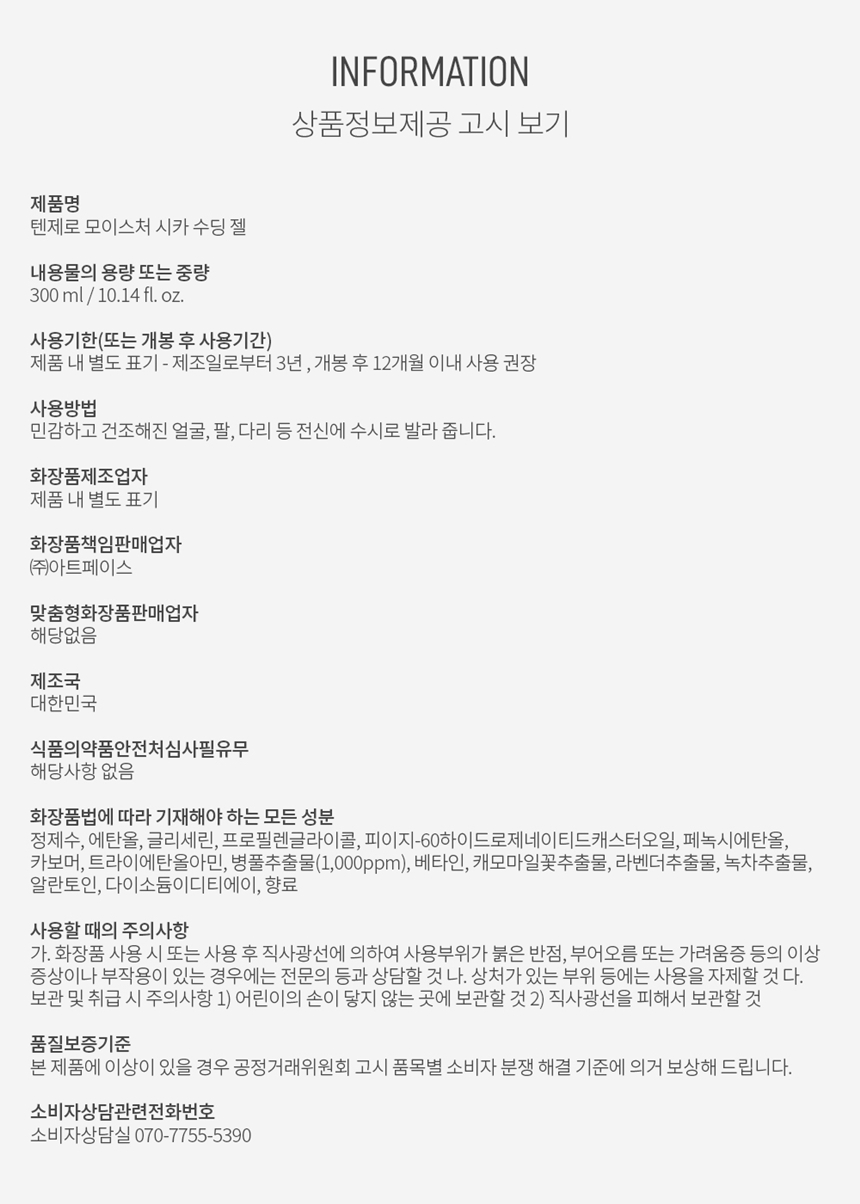 INFORMATION
상품정보제공 고시 보기
제품명
텐제로 모이스처 시카 수딩 젤
내용물의 용량 또는 중량
300 ml / 10.14 fl. oz.
사용기한(또는 개봉 후 사용기간)
제품 내 별도 표기 - 제조일로부터 3년 , 개봉 후 12개월 이내 사용 권장
사용방법
민감하고 건조해진 얼굴, 팔, 다리 등 전신에 수시로 발라 줍니다.
화장품제조업자
제품 내 별도 표기
화장품책임판매업자
㈜아트페이스
맞춤형화장품판매업자
해당없음
제조국
대한민국
식품의약품안전처심사필유무
해당사항 없음
화장품법에 따라 기재해야 하는 모든 성분
정제수, 에탄올, 글리세린, 프로필렌글라이콜, 피이지-60하이드로제네이티드캐스터오일, 페녹시에탄올,
카보머, 트라이에탄올아민, 병풀추출물(1,000ppm), 베타인, 캐모마일꽃추출물, 라벤더추출물, 녹차추출물,
알란토인, 다이소듐이디티에이, 향료
사용할 때의 주의사항
가. 화장품 사용 시 또는 사용 후 직사광선에 의하여 사용부위가 붉은 반점, 부어오름 또는 가려움증 등의 이상
증상이나 부작용이 있는 경우에는 전문의 등과 상담할 것 나. 상처가 있는 부위 등에는 사용을 자제할 것 다.
보관 및 취급 시 주의사항 1) 어린이의 손이 닿지 않는 곳에 보관할 것 2) 직사광선을 피해서 보관할 것
품질보증기준
본 제품에 이상이 있을 경우 공정거래위원회 고시 품목별 소비자 분쟁 해결 기준에 의거 보상해 드립니다.
소비자상담관련전화번호
소비자상담실 070-7755-5390